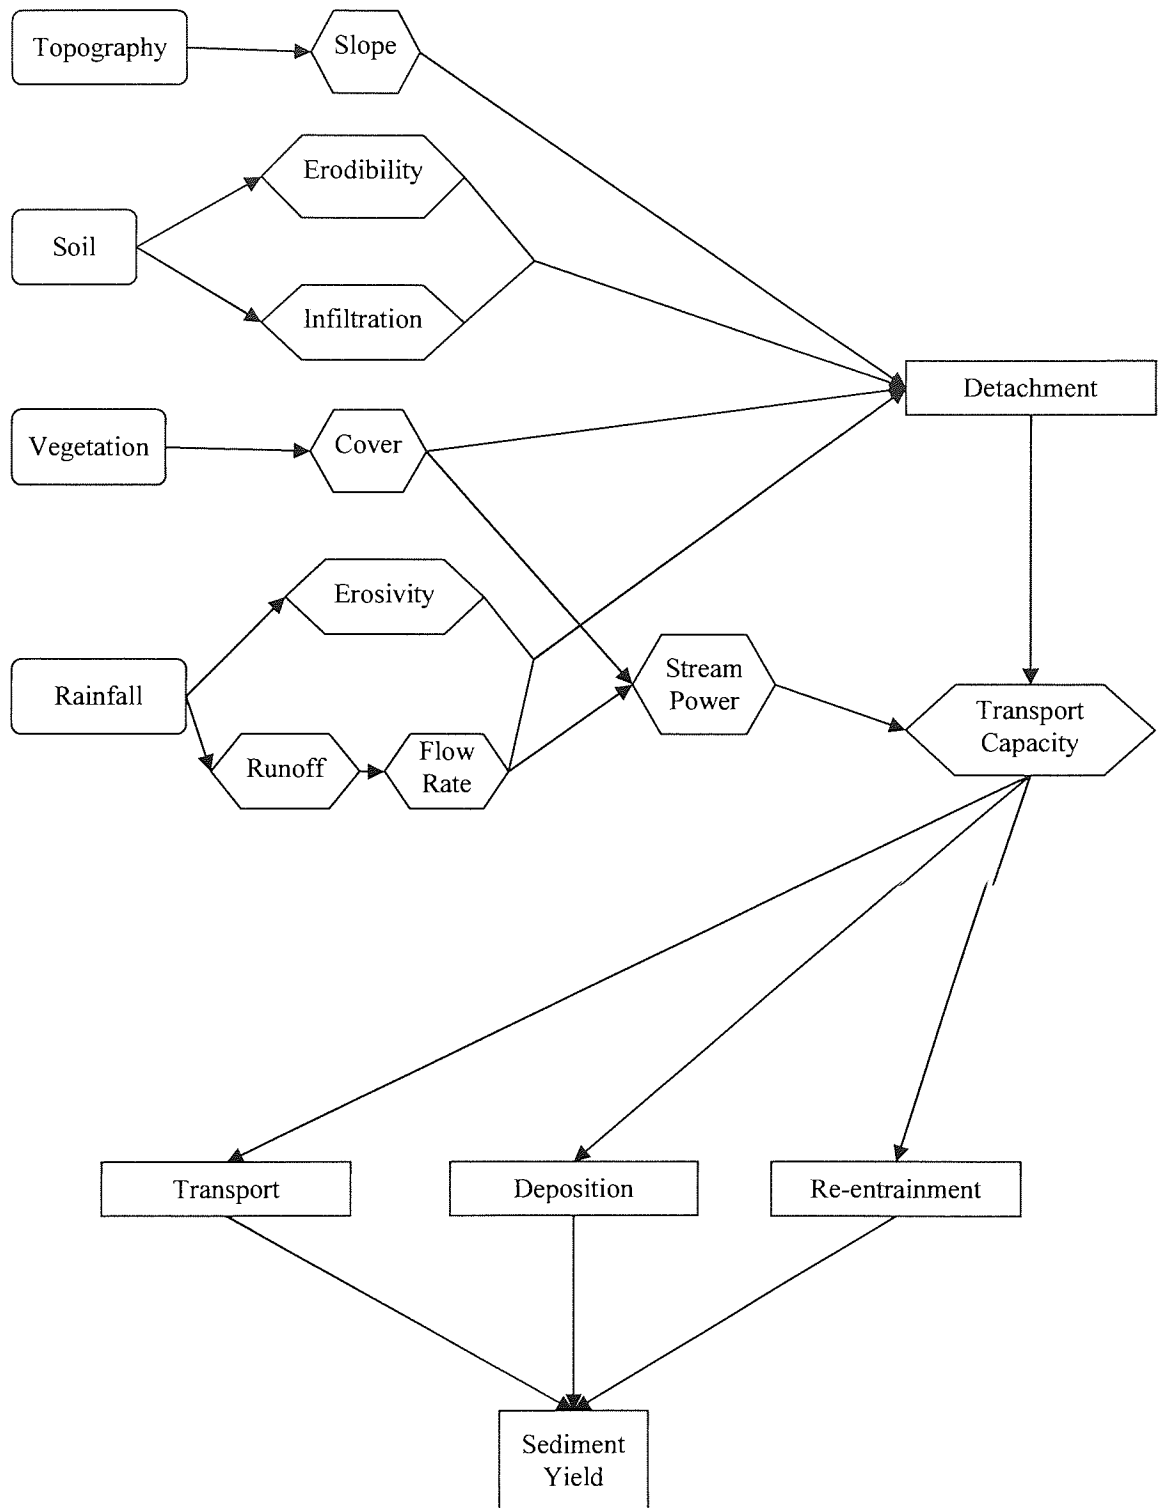 Topography
Slope
Erodibility
Soil
Infiltration
Detachment
Vegetation
Cover
Erosivity
Rainfall
Stream
Power
Transport
Capacity
Runoff
Flow
Rate
Transport
Deposition
Re-entrainment
Sediment
Yield